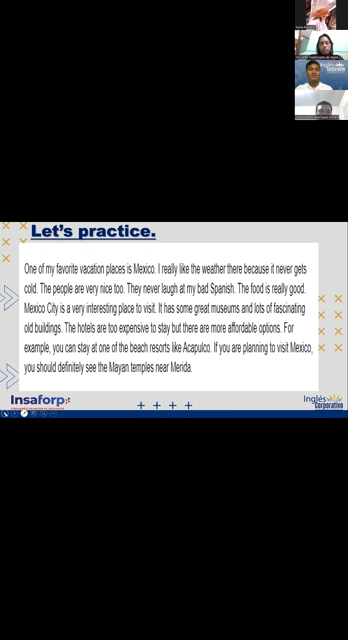 Let's practice.
One of my favorite vacation places is Mexico. I really like the weather there because it never gets
cold. The people are very nice too. They never laugh at my bad Spanish. The food is really good.
Mexico City is a very interesting place to visit. It has some great museums and lots of fascinating
old buildings. The hotels are too expensive to stay but there are more affordable options. For
example, you can stay at one of the beach resorts like Acapulco. If you are planning to visit Mexico,
you should definitely see the Mayan temples near Merida.
Insaforp
Inglés
Corporativo